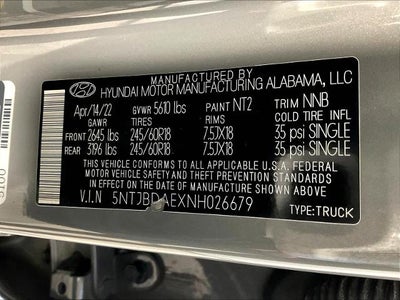 MANUFACTURED BY
HYUNDAI MOTOR MANUFACTURING ALABAMA, LLC
Apr/14/22 GVWR 5610 lbs PAINT NT2 TRIM NNB
GAWR TIRES RIMS COLD TIRE INFL
FRONT 2645 lbs 245/60R18 7.5JX18 35 psi SINGLE
REAR 3196 lbs 245/60R18 7.5JX18 35 psi SINGLE
THIS VEHICLE CONFORMS TO ALL APPLICABLE U.S.A. FEDERAL
MOTOR VEHICLE SAFETY STANDARDS IN EFFECT ON
THE DATE OF MANUFACTURE SHOWN ABOVE.
V.I.N 5NTJBDAEXNH026679
TYPE:TRUCK